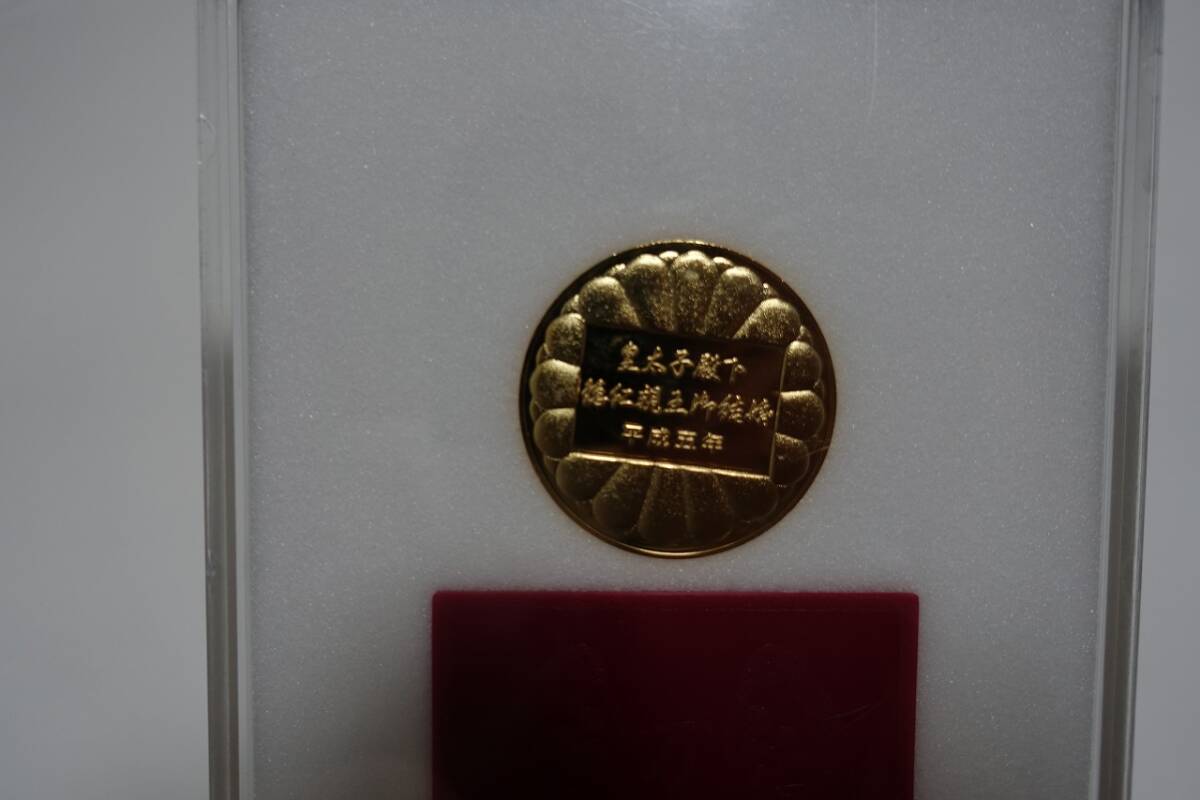 皇太子殿下
徳仁親王御結婚
平成五年